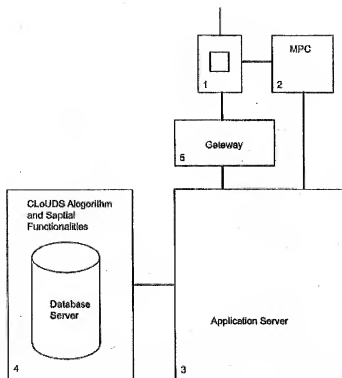 MPC
1
2
Gateway
5
CLoUDS Alogorithm
and Saptial
Functionalities
Database
Server
Application Server
4
3